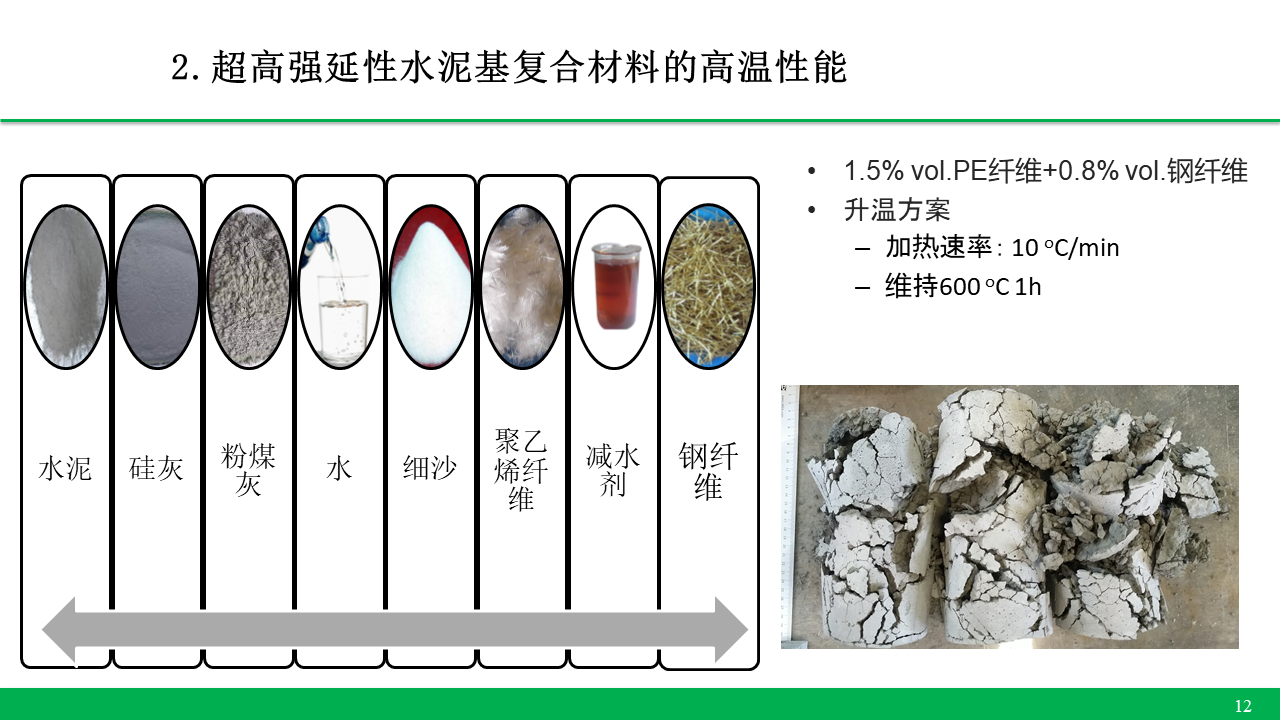 2. 超高强延性水泥基复合材料的高温性能
• 1.5% vol.PE纤维+0.8% vol.钢纤维
• 升温方案
– 加热速率：10 ᵒC/min
– 维持600 ᵒC 1h
水泥
硅灰
粉煤
灰
水
细沙
聚乙
烯纤
维
减水
剂
钢纤
维
12